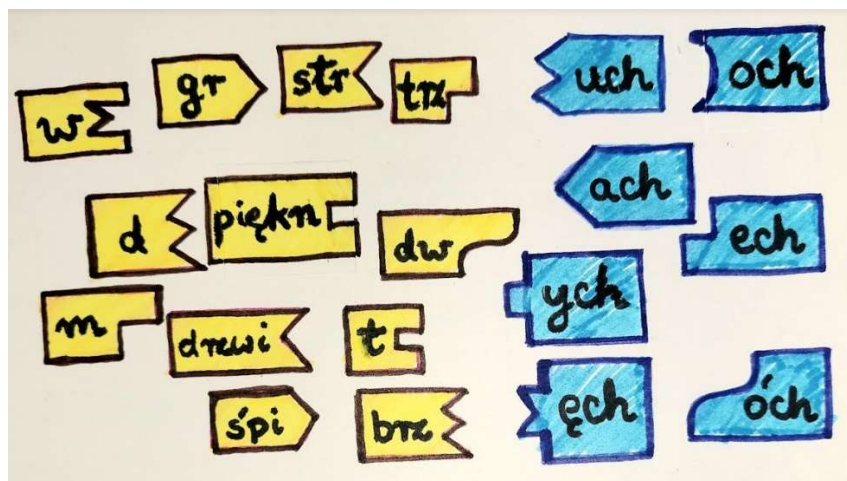 w gr str trz uch och
d piękn dw ach ech
m drewi t ych
śpi brz ęch óch